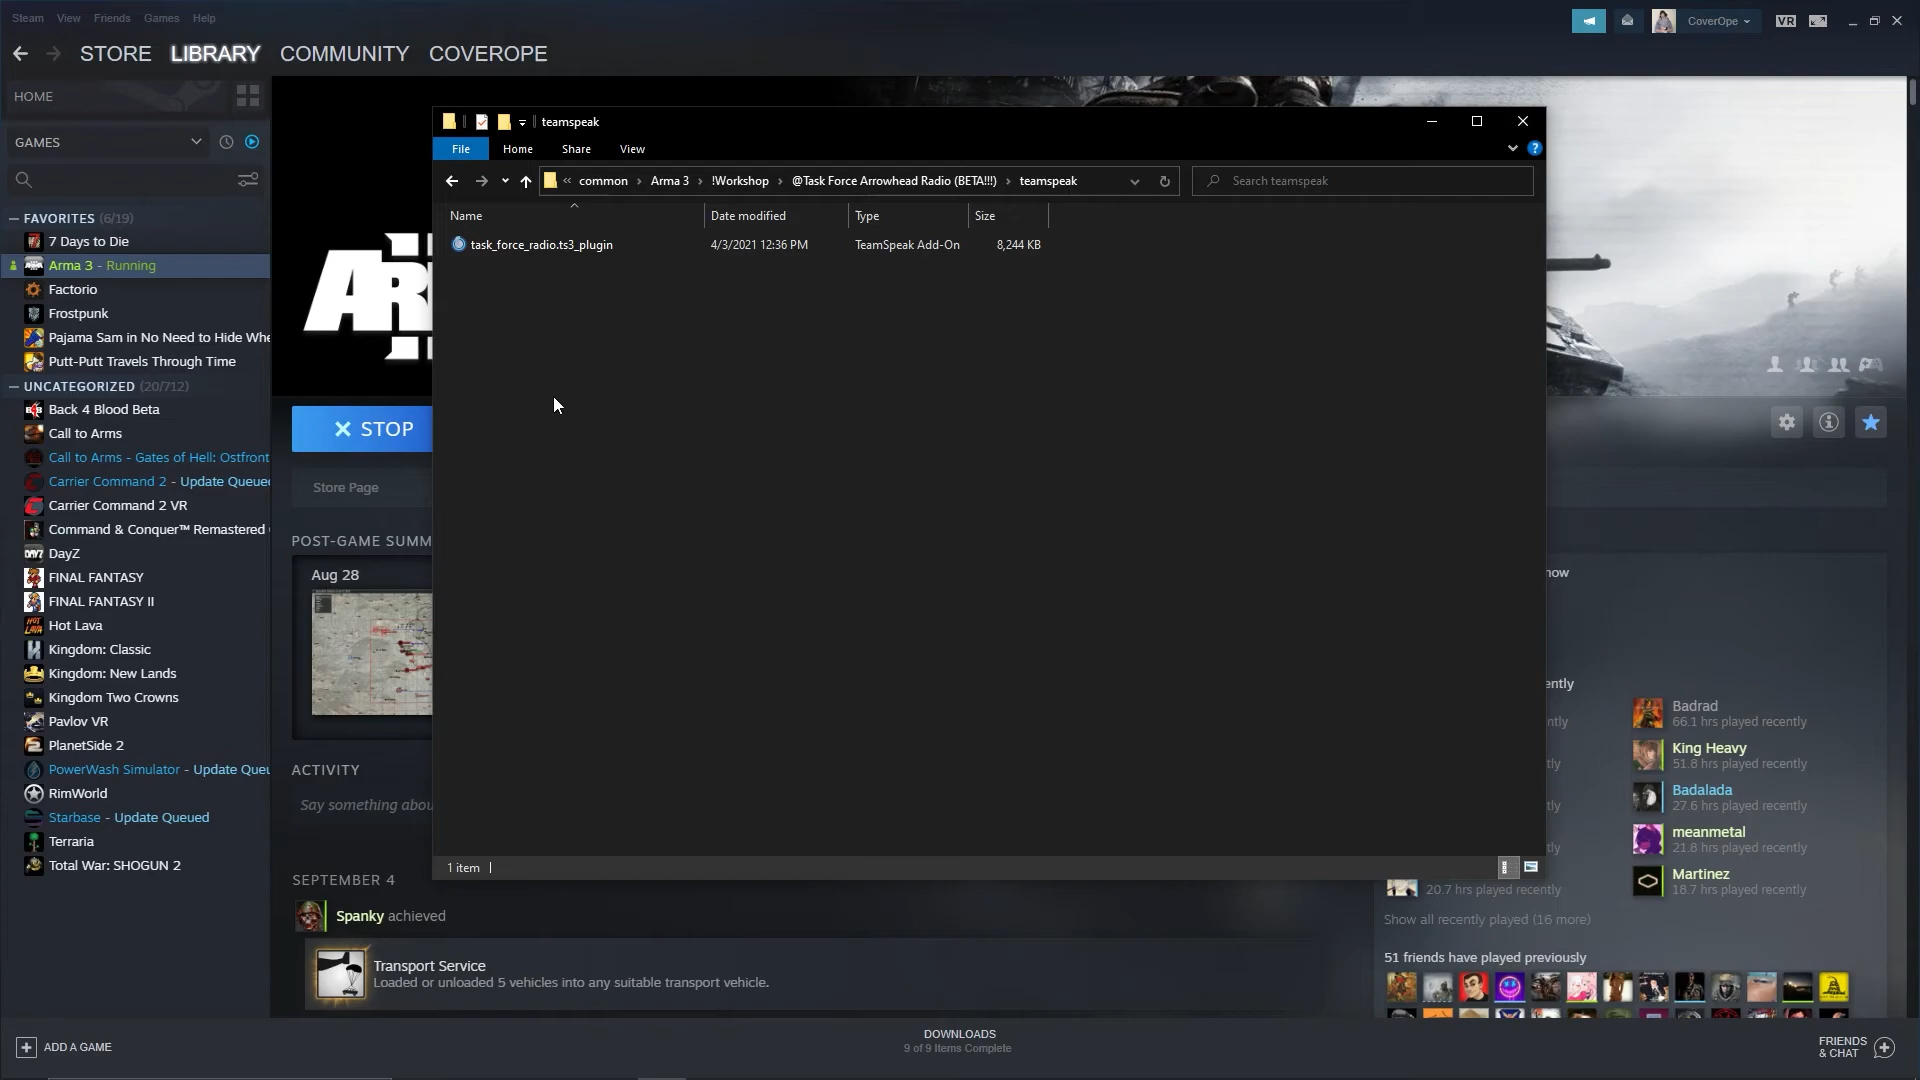 Steam View Friends Games Help
CoverOpe
VR
STORE LIBRARY COMMUNITY COVEROPE
HOME
GAMES
FAVORITES (6/19)
7 Days to Die
Arma 3 - Running
Factorio
Frostpunk
Pajama Sam in No Need to Hide Whe
Putt-Putt Travels Through Time
UNCATEGORIZED (20/712)
Back 4 Blood Beta
Call to Arms
Call to Arms - Gates of Hell: Ostfront
Carrier Command 2 - Update Queued
Carrier Command 2 VR
Command & Conquer™ Remastered
DayZ
FINAL FANTASY
FINAL FANTASY II
Hot Lava
Kingdom: Classic
Kingdom: New Lands
Kingdom Two Crowns
Pavlov VR
PlanetSide 2
PowerWash Simulator - Update Queu
RimWorld
Starbase - Update Queued
Terraria
Total War: SHOGUN 2
ADD A GAME
teamspeak
File Home Share View
« common › Arma 3 › !Workshop › @Task Force Arrowhead Radio (BETA!!!) › teamspeak
Search teamspeak
Name Date modified Type Size
task_force_radio.ts3_plugin 4/3/2021 12:36 PM TeamSpeak Add-On 8,244 KB
1 item
AR
STOP
Store Page
POST-GAME SUMM
Aug 28
ACTIVITY
Say something abou
SEPTEMBER 4
Spanky achieved
Transport Service
Loaded or unloaded 5 vehicles into any suitable transport vehicle.
now
ently
ntly
tly
tly
tly
Badrad
66.1 hrs played recently
King Heavy
51.8 hrs played recently
Badalada
27.6 hrs played recently
meanmetal
21.8 hrs played recently
Martinez
18.7 hrs played recently
20.7 hrs played recently
Show all recently played (16 more)
51 friends have played previously
DOWNLOADS
9 of 9 Items Complete
FRIENDS
& CHAT